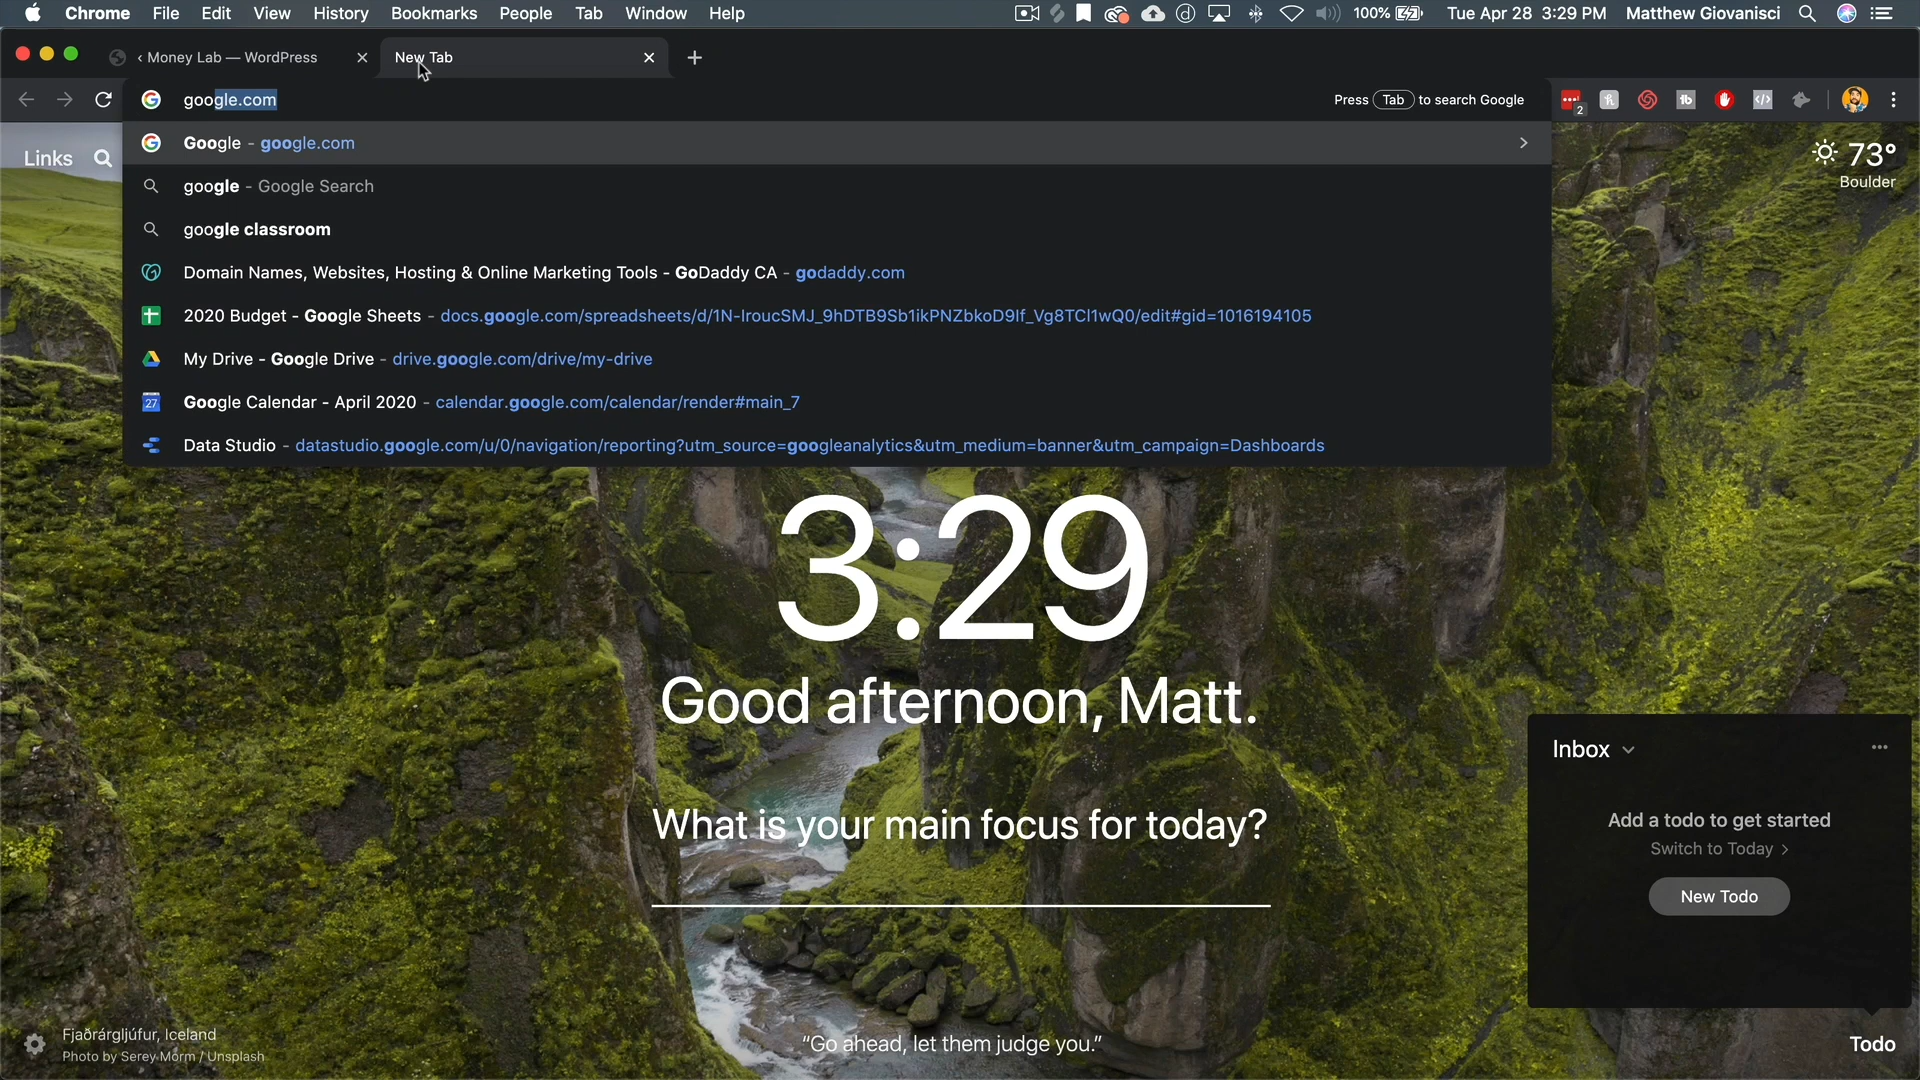 Chrome File Edit View History Bookmarks People Tab Window Help 100% Tue Apr 28 3:29 PM Matthew Giovanisci
‹ Money Lab — WordPress New Tab
google.com Press Tab to search Google
2
Google - google.com
google - Google Search
google classroom
Domain Names, Websites, Hosting & Online Marketing Tools - GoDaddy CA - godaddy.com
2020 Budget - Google Sheets - docs.google.com/spreadsheets/d/1N-IroucSMJ_9hDTB9Sb1ikPNZbkoD9If_Vg8TCl1wQ0/edit#gid=1016194105
My Drive - Google Drive - drive.google.com/drive/my-drive
27 Google Calendar - April 2020 - calendar.google.com/calendar/render#main_7
Data Studio - datastudio.google.com/u/0/navigation/reporting?utm_source=googleanalytics&utm_medium=banner&utm_campaign=Dashboards
Links
73°
Boulder
3:29
Good afternoon, Matt.
What is your main focus for today?
Inbox
Add a todo to get started
Switch to Today >
New Todo
Fjaðrárgljúfur, Iceland
Photo by Serey Morm / Unsplash
“Go ahead, let them judge you.”
Todo